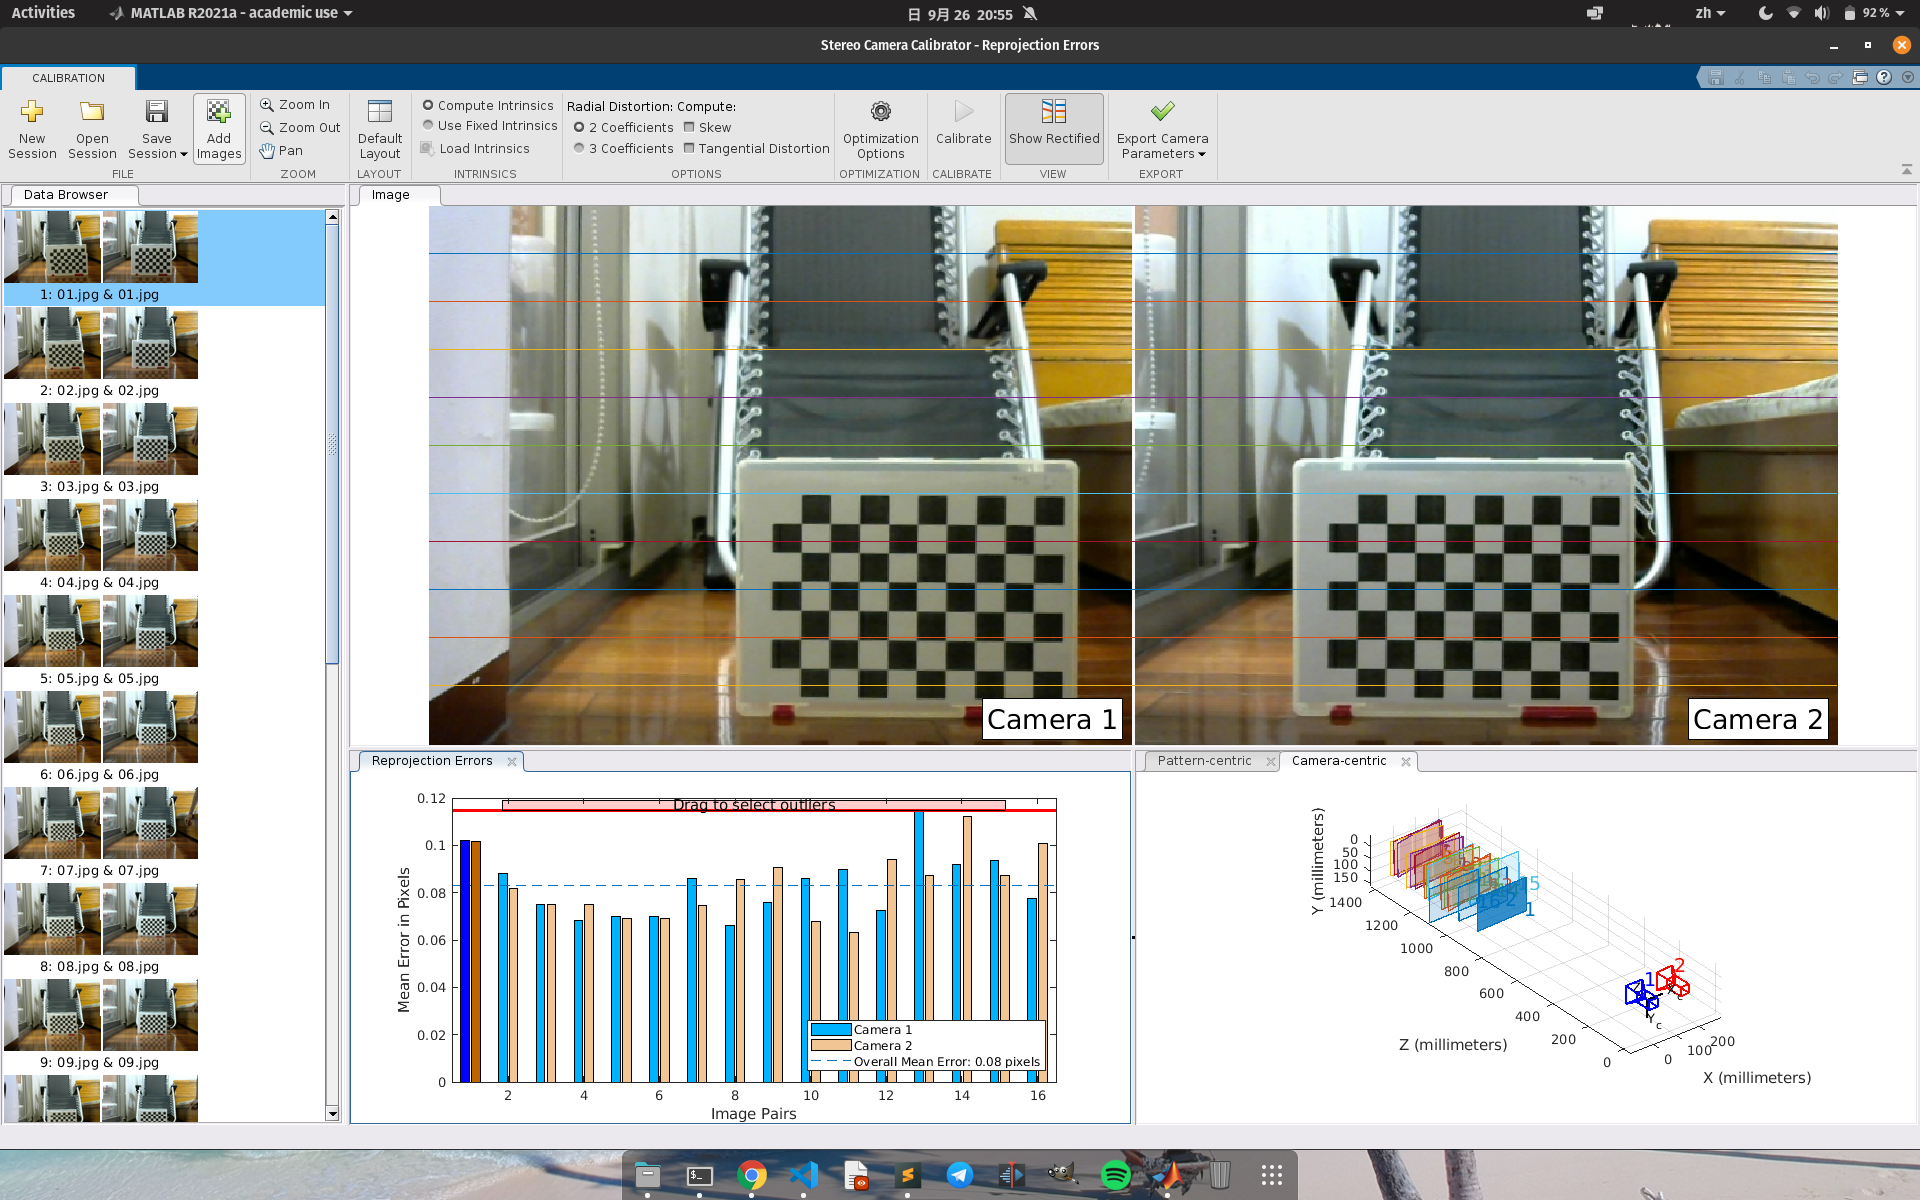 Activities
MATLAB R2021a - academic use
日 9月 26 20:55
zh
92 %
Stereo Camera Calibrator - Reprojection Errors
CALIBRATION
New Session
Open Session
Save Session
Add Images
FILE
Zoom In
Zoom Out
Pan
ZOOM
Default Layout
LAYOUT
Compute Intrinsics
Use Fixed Intrinsics
Load Intrinsics
INTRINSICS
Radial Distortion: Compute:
2 Coefficients Skew
3 Coefficients Tangential Distortion
OPTIONS
Optimization Options
OPTIMIZATION
Calibrate
CALIBRATE
Show Rectified
VIEW
Export Camera Parameters
EXPORT
Data Browser
1: 01.jpg & 01.jpg
2: 02.jpg & 02.jpg
3: 03.jpg & 03.jpg
4: 04.jpg & 04.jpg
5: 05.jpg & 05.jpg
6: 06.jpg & 06.jpg
7: 07.jpg & 07.jpg
8: 08.jpg & 08.jpg
9: 09.jpg & 09.jpg
Image
Camera 1
Camera 2
Reprojection Errors
Drag to select outliers
0.12
0.1
0.08
0.06
0.04
0.02
0
Mean Error in Pixels
Camera 1
Camera 2
Overall Mean Error: 0.08 pixels
2 4 6 8 10 12 14 16
Image Pairs
Pattern-centric
Camera-centric
Y (millimeters)
0
50
100
150
1400
1200
1000
800
600
400
200
0
Z (millimeters)
0
100
200
X (millimeters)
15
16
2
1
1
2
Yc